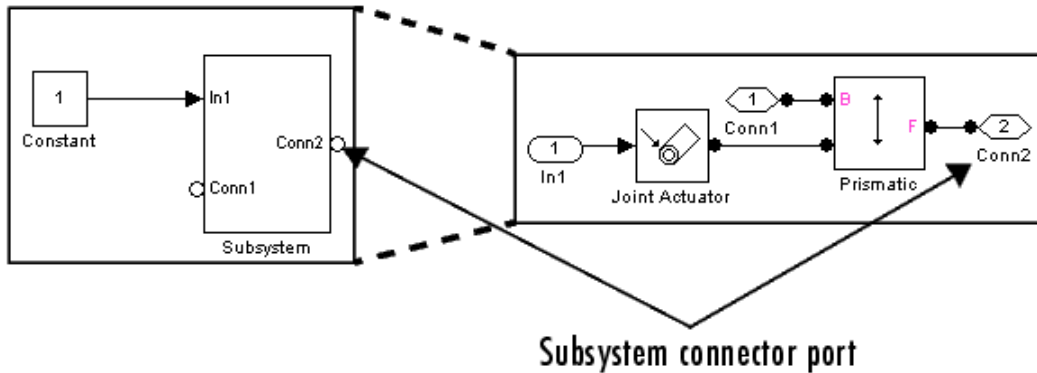 1
Constant
In1
Conn2
Conn1
Subsystem
1
In1
Joint Actuator
1
Conn1
B
F
Prismatic
2
Conn2
Subsystem connector port